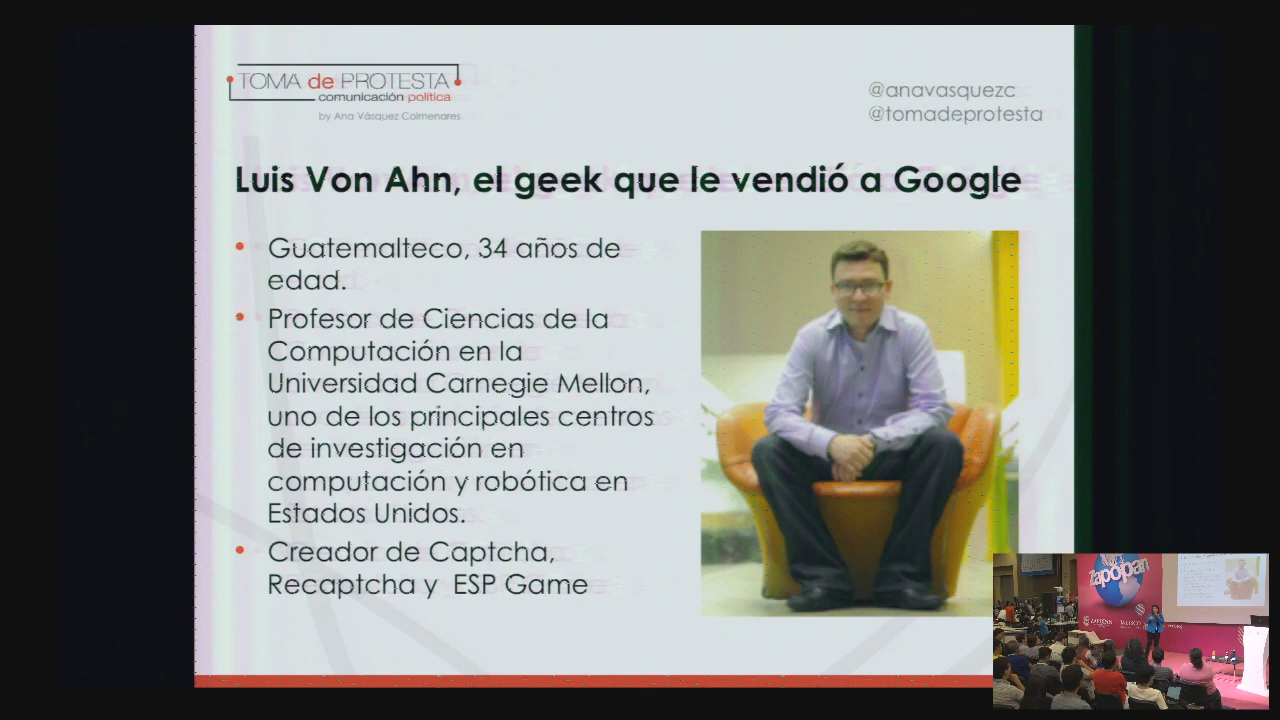 TOMA de PROTESTA
comunicación política
by Ana Vásquez Colmenares
@anavasquezc
@tomadeprotesta
Luis Von Ahn, el geek que le vendió a Google
• Guatemalteco, 34 años de
edad.
• Profesor de Ciencias de la
Computación en la
Universidad Carnegie Mellon,
uno de los principales centros
de investigación en
computación y robótica en
Estados Unidos.
• Creador de Captcha,
Recaptcha y ESP Game
zapopan
ZAPOPAN
JALISCO